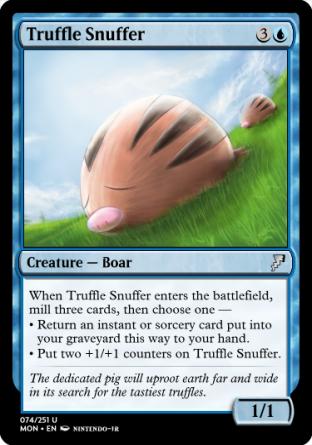 Truffle Snuffer 3
Creature — Boar
When Truffle Snuffer enters the battlefield,
mill three cards, then choose one —
• Return an instant or sorcery card put into
your graveyard this way to your hand.
• Put two +1/+1 counters on Truffle Snuffer.
The dedicated pig will uproot earth far and wide
in its search for the tastiest truffles.
1/1
074/251 U
MON • EN NINTENDO-JR